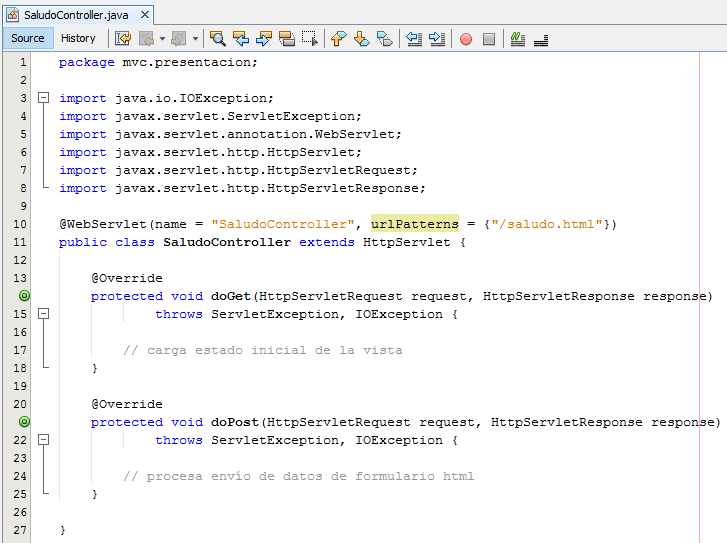 SaludoController.java
Source History
1 package mvc.presentacion;
2
3 import java.io.IOException;
4 import javax.servlet.ServletException;
5 import javax.servlet.annotation.WebServlet;
6 import javax.servlet.http.HttpServlet;
7 import javax.servlet.http.HttpServletRequest;
8 import javax.servlet.http.HttpServletResponse;
9
10 @WebServlet(name = "SaludoController", urlPatterns = {"/saludo.html"})
11 public class SaludoController extends HttpServlet {
12
13 @Override
protected void doGet(HttpServletRequest request, HttpServletResponse response)
15 throws ServletException, IOException {
16
17 // carga estado inicial de la vista
18 }
19
20 @Override
protected void doPost(HttpServletRequest request, HttpServletResponse response)
22 throws ServletException, IOException {
23
24 // procesa envío de datos de formulario html
25 }
26
27 }